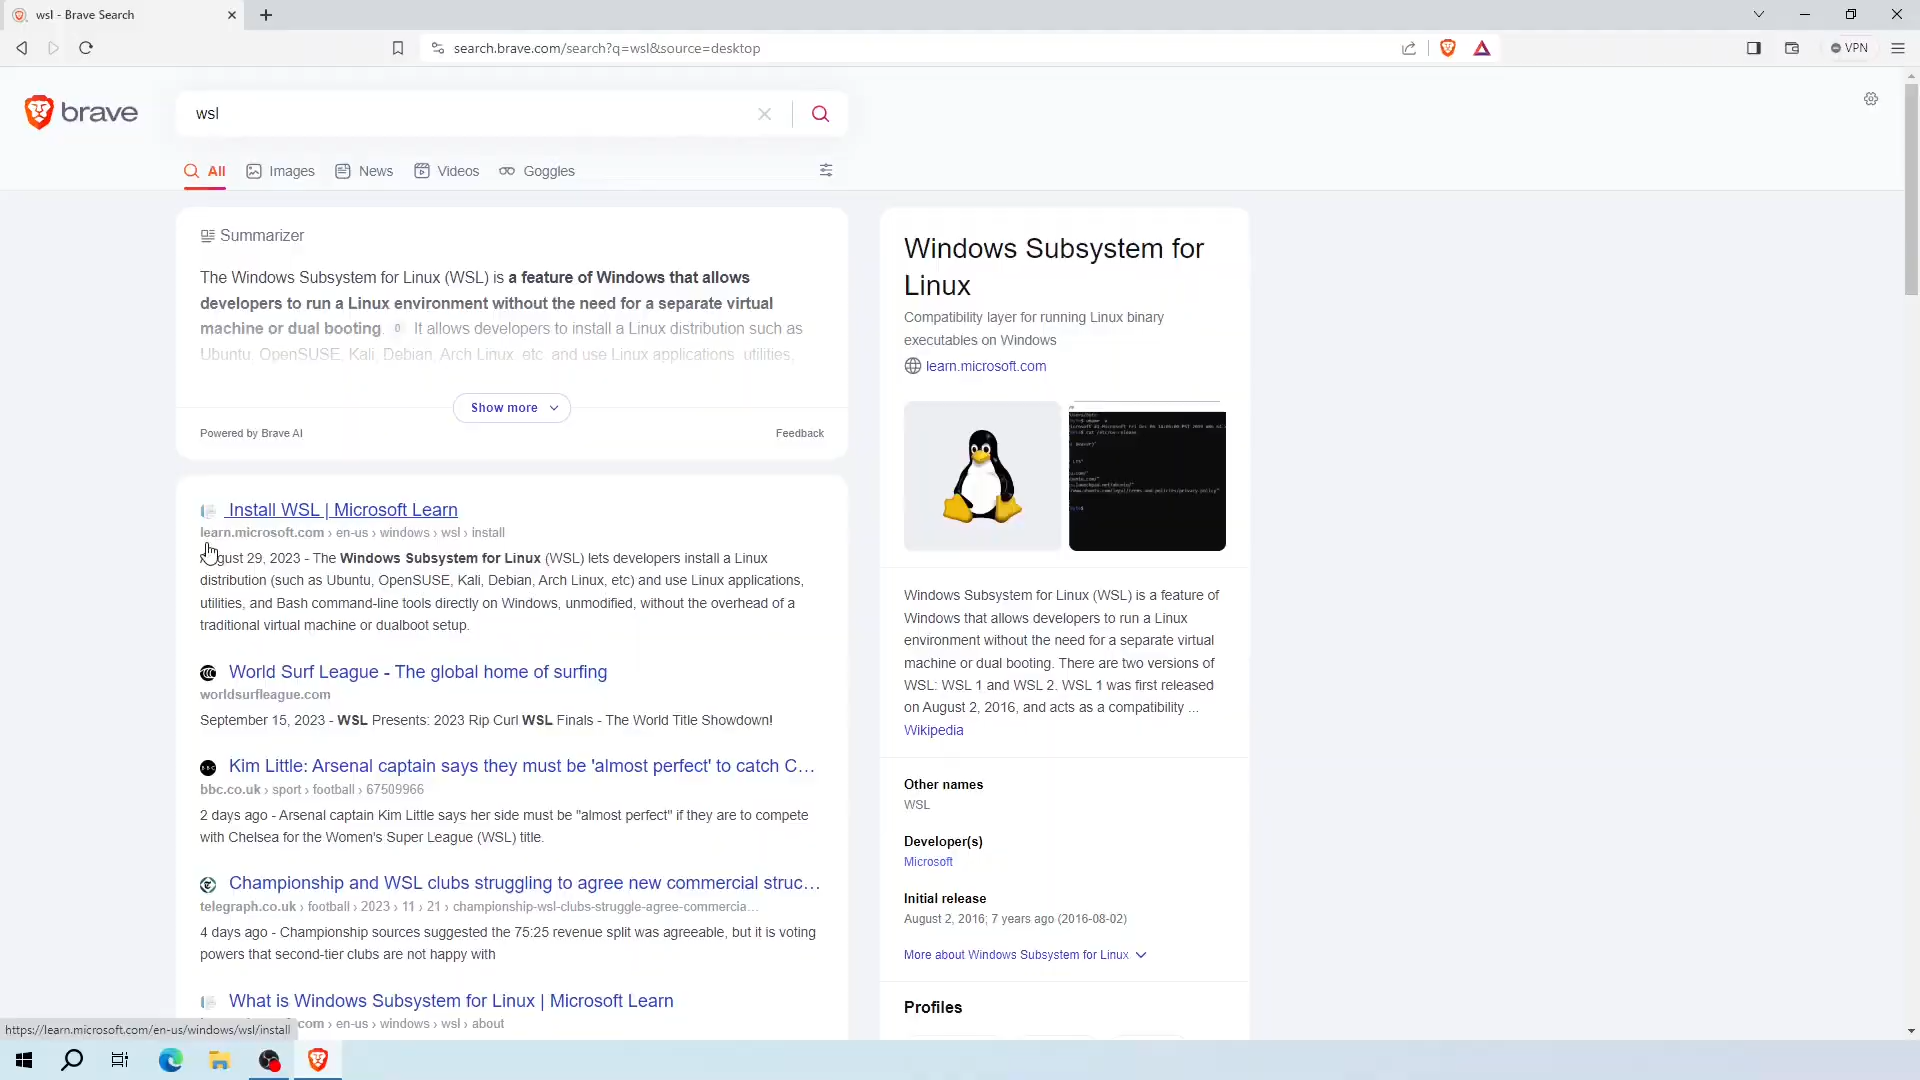 wsl - Brave Search
search.brave.com/search?q=wsl&source=desktop
VPN
brave
wsl
All
Images
News
Videos
Goggles
Summarizer
The Windows Subsystem for Linux (WSL) is a feature of Windows that allows
developers to run a Linux environment without the need for a separate virtual
machine or dual booting. 0 It allows developers to install a Linux distribution such as
Ubuntu, OpenSUSE, Kali, Debian, Arch Linux, etc and use Linux applications, utilities,
Show more
Powered by Brave AI
Feedback
Install WSL | Microsoft Learn
learn.microsoft.com › en-us › windows › wsl › install
August 29, 2023 - The Windows Subsystem for Linux (WSL) lets developers install a Linux
distribution (such as Ubuntu, OpenSUSE, Kali, Debian, Arch Linux, etc) and use Linux applications,
utilities, and Bash command-line tools directly on Windows, unmodified, without the overhead of a
traditional virtual machine or dualboot setup.
World Surf League - The global home of surfing
worldsurfleague.com
September 15, 2023 - WSL Presents: 2023 Rip Curl WSL Finals - The World Title Showdown!
Kim Little: Arsenal captain says they must be 'almost perfect' to catch C…
bbc.co.uk › sport › football › 67509966
2 days ago - Arsenal captain Kim Little says her side must be "almost perfect" if they are to compete
with Chelsea for the Women's Super League (WSL) title.
Championship and WSL clubs struggling to agree new commercial struc…
telegraph.co.uk › football › 2023 › 11 › 21 › championship-wsl-clubs-struggle-agree-commercia…
4 days ago - Championship sources suggested the 75:25 revenue split was agreeable, but it is voting
powers that second-tier clubs are not happy with
What is Windows Subsystem for Linux | Microsoft Learn
com › en-us › windows › wsl › about
https://learn.microsoft.com/en-us/windows/wsl/install
Windows Subsystem for
Linux
Compatibility layer for running Linux binary
executables on Windows
learn.microsoft.com
Windows Subsystem for Linux (WSL) is a feature of
Windows that allows developers to run a Linux
environment without the need for a separate virtual
machine or dual booting. There are two versions of
WSL: WSL 1 and WSL 2. WSL 1 was first released
on August 2, 2016, and acts as a compatibility ...
Wikipedia
Other names
WSL
Developer(s)
Microsoft
Initial release
August 2, 2016; 7 years ago (2016-08-02)
More about Windows Subsystem for Linux
Profiles